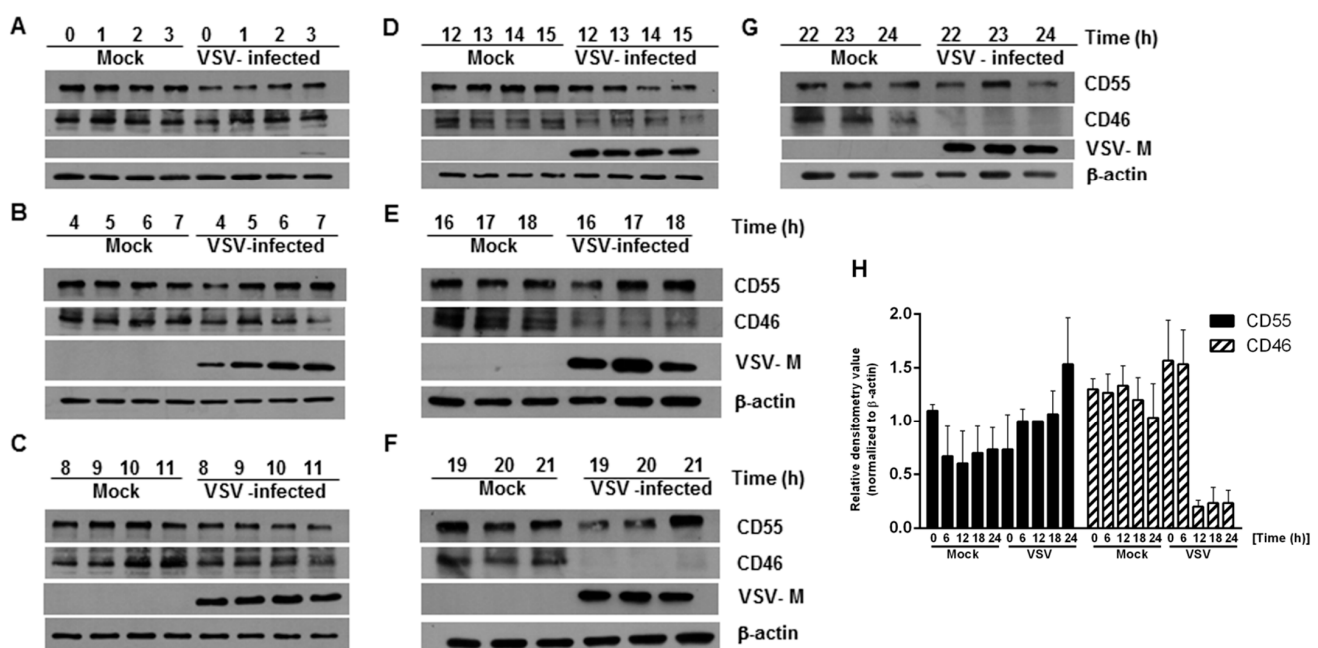 A
0 1 2 3 0 1 2 3
Mock VSV- infected
B
4 5 6 7 4 5 6 7
Mock VSV-infected
C
8 9 10 11 8 9 10 11
Mock VSV -infected
D
12 13 14 15 12 13 14 15
Mock VSV-infected
E
16 17 18 16 17 18 Time (h)
Mock VSV-infected
CD55
CD46
VSV- M
β-actin
F
19 20 21 19 20 21 Time (h)
Mock VSV -infected
CD55
CD46
VSV- M
β-actin
G
22 23 24 22 23 24 Time (h)
Mock VSV - infected
CD55
CD46
VSV- M
β-actin
H
CD55
CD46
Relative densitometry value
(normalized to β -actin)
2.0
1.5
1.0
0.5
0.0
0 6 12 18 24 0 6 12 18 24 0 6 12 18 24 0 6 12 18 24 [Time (h)]
Mock VSV Mock VSV